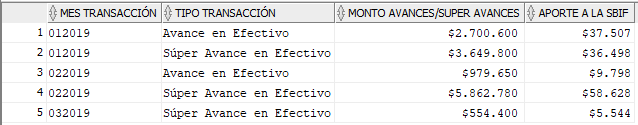 MES TRANSACCIÓN TIPO TRANSACCIÓN MONTO AVANCES/SUPER AVANCES APORTE A LA SBIF
1 012019 Avance en Efectivo $2.700.600 $37.507
2 012019 Súper Avance en Efectivo $3.649.800 $36.498
3 022019 Avance en Efectivo $979.650 $9.798
4 022019 Súper Avance en Efectivo $5.862.780 $58.628
5 032019 Súper Avance en Efectivo $554.400 $5.544